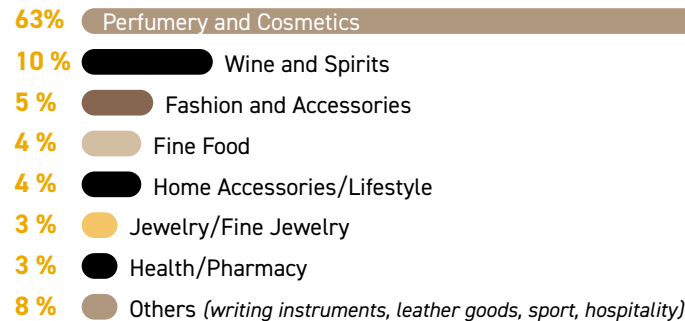 63% Perfumery and Cosmetics
10 % Wine and Spirits
5 % Fashion and Accessories
4 % Fine Food
4 % Home Accessories/Lifestyle
3 % Jewelry/Fine Jewelry
3 % Health/Pharmacy
8 % Others (writing instruments, leather goods, sport, hospitality)